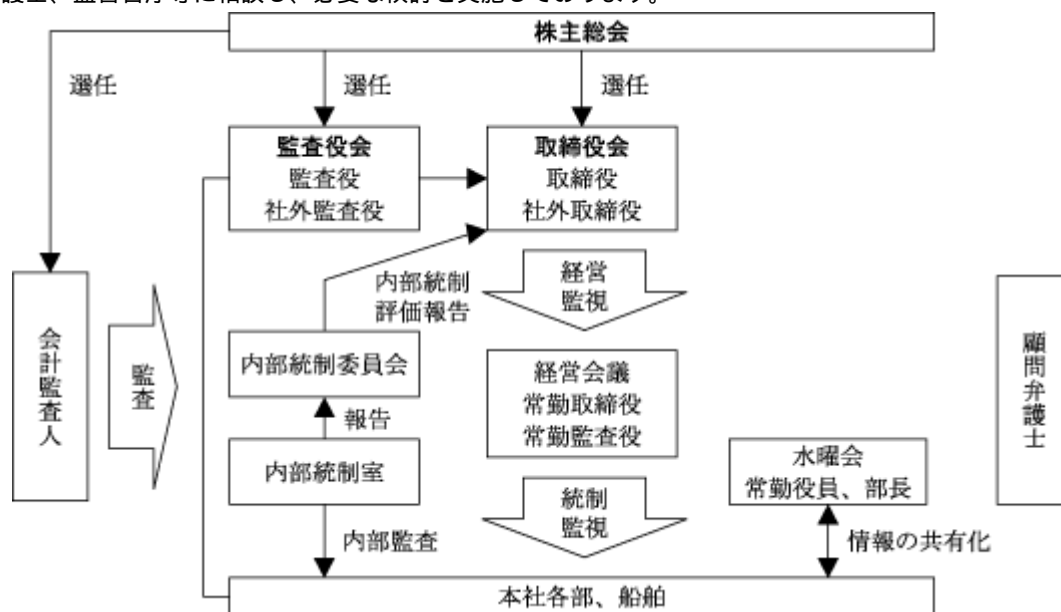 護士、監督官庁等に相談し、必要な検討を実施しております。
株主総会
選任
選任
選任
監査役会
監査役
社外監査役
取締役会
取締役
社外取締役
内部統制
評価報告
経営
監視
会計監査人
監査
内部統制委員会
報告
内部統制室
内部監査
経営会議
常勤取締役
常勤監査役
統制
監視
水曜会
常勤役員、部長
情報の共有化
顧問弁護士
本社各部、船舶